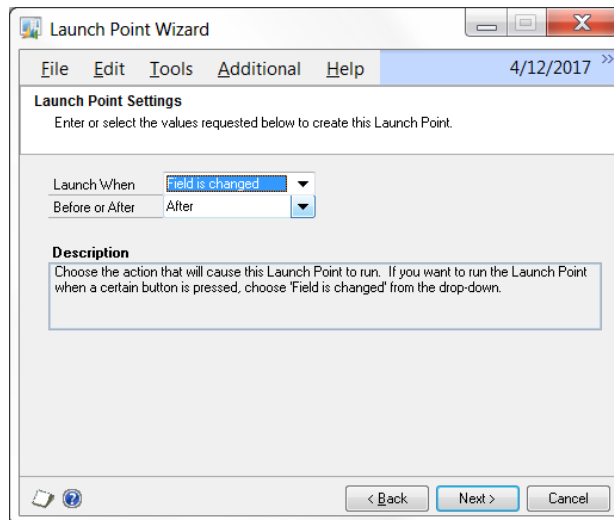 Launch Point Wizard
File Edit Tools Additional Help 4/12/2017 »
Launch Point Settings
Enter or select the values requested below to create this Launch Point.
Launch When Field is changed
Before or After After
Description
Choose the action that will cause this Launch Point to run. If you want to run the Launch Point
when a certain button is pressed, choose 'Field is changed' from the drop-down.
< Back Next > Cancel